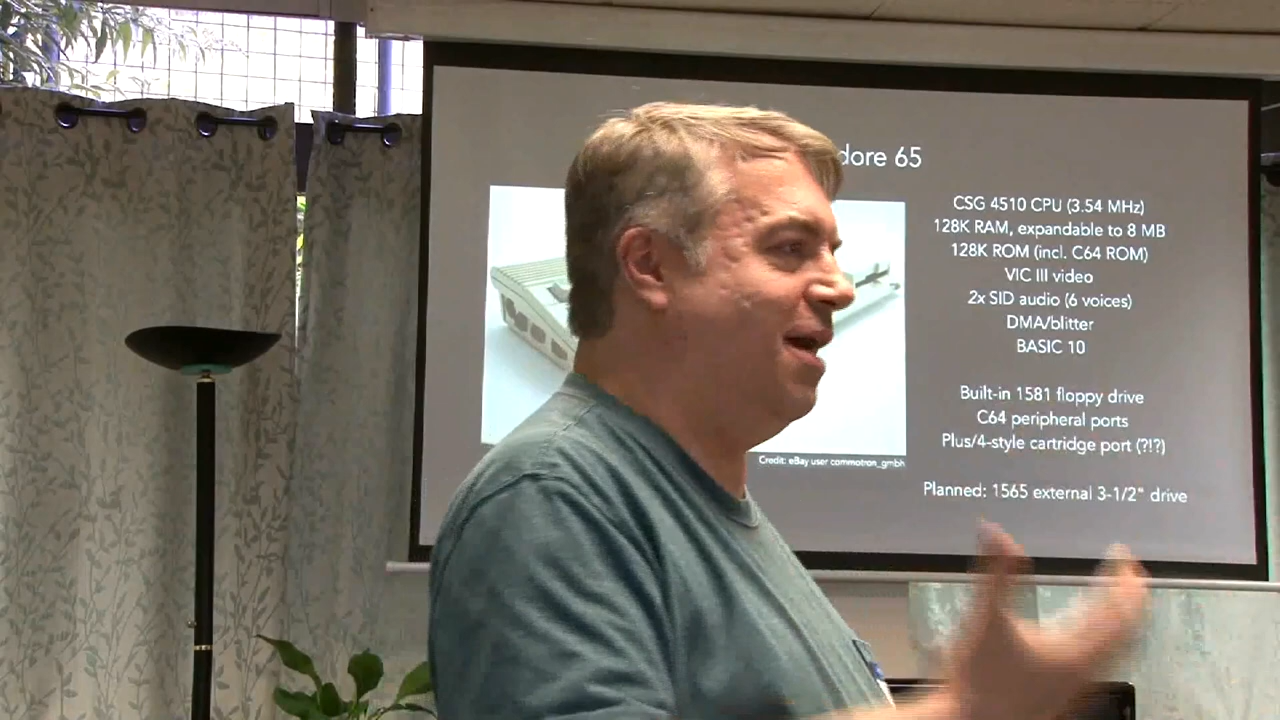 dore 65
CSG 4510 CPU (3.54 MHz)
128K RAM, expandable to 8 MB
128K ROM (incl. C64 ROM)
VIC III video
2x SID audio (6 voices)
DMA/blitter
BASIC 10
Built-in 1581 floppy drive
C64 peripheral ports
Plus/4-style cartridge port (?!?)
Credit: eBay user commotron_gmbh
Planned: 1565 external 3-1/2" drive